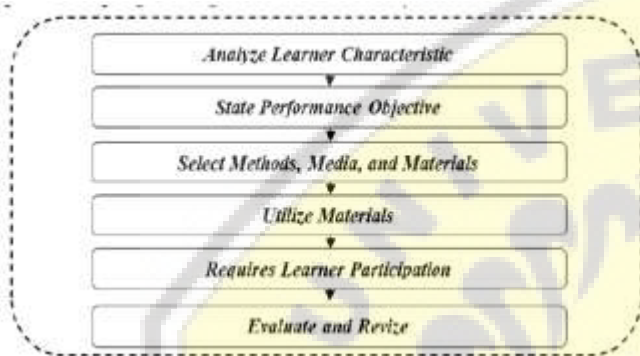 Analyze Learner Characteristic
State Performance Objective
Select Methods, Media, and Materials
Utilize Materials
Requires Learner Participation
Evaluate and Revize
UNIVE